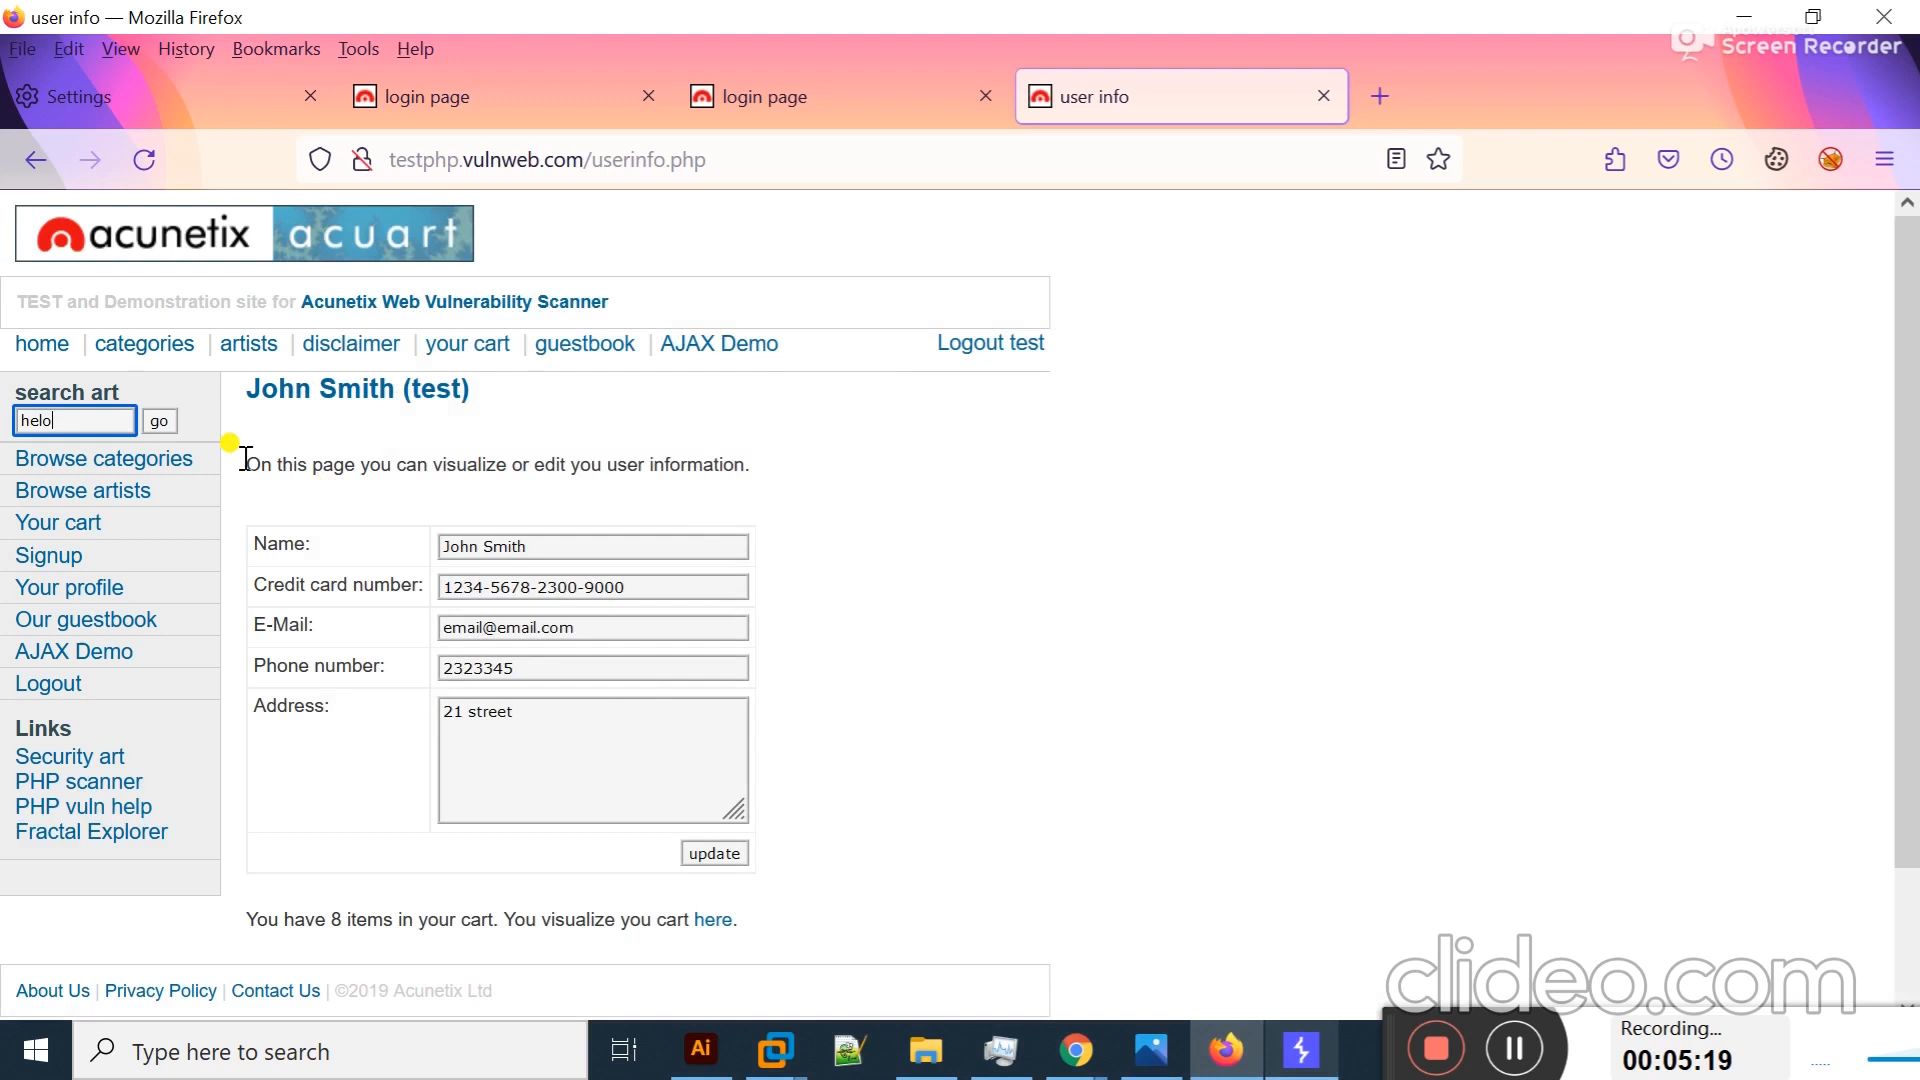 user info — Mozilla Firefox
File Edit View History Bookmarks Tools Help
Screen Recorder
Settings
login page
login page
user info
testphp.vulnweb.com/userinfo.php
acunetix acuart
TEST and Demonstration site for Acunetix Web Vulnerability Scanner
home | categories | artists | disclaimer | your cart | guestbook | AJAX Demo
Logout test
search art
helo
go
Browse categories
Browse artists
Your cart
Signup
Your profile
Our guestbook
AJAX Demo
Logout
Links
Security art
PHP scanner
PHP vuln help
Fractal Explorer
John Smith (test)
On this page you can visualize or edit you user information.
Name: John Smith
Credit card number: 1234-5678-2300-9000
E-Mail: email@email.com
Phone number: 2323345
Address: 21 street
update
You have 8 items in your cart. You visualize you cart here.
About Us | Privacy Policy | Contact Us | ©2019 Acunetix Ltd
clideo.com
Type here to search
Ai
Recording...
00:05:19